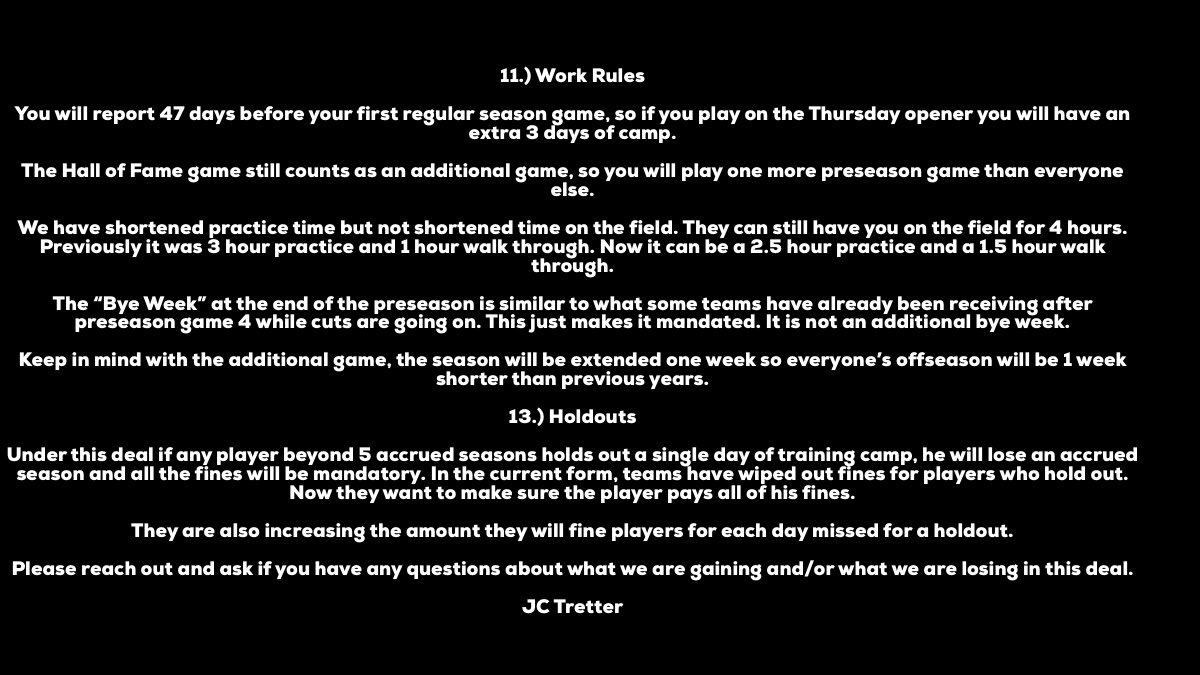 11.) Work Rules
You will report 47 days before your first regular season game, so if you play on the Thursday opener you will have an
extra 3 days of camp.
The Hall of Fame game still counts as an additional game, so you will play one more preseason game than everyone
else.
We have shortened practice time but not shortened time on the field. They can still have you on the field for 4 hours.
Previously it was 3 hour practice and 1 hour walk through. Now it can be a 2.5 hour practice and a 1.5 hour walk
through.
The “Bye Week” at the end of the preseason is similar to what some teams have already been receiving after
preseason game 4 while cuts are going on. This just makes it mandated. It is not an additional bye week.
Keep in mind with the additional game, the season will be extended one week so everyone’s offseason will be 1 week
shorter than previous years.
13.) Holdouts
Under this deal if any player beyond 5 accrued seasons holds out a single day of training camp, he will lose an accrued
season and all the fines will be mandatory. In the current form, teams have wiped out fines for players who hold out.
Now they want to make sure the player pays all of his fines.
They are also increasing the amount they will fine players for each day missed for a holdout.
Please reach out and ask if you have any questions about what we are gaining and/or what we are losing in this deal.
JC Tretter